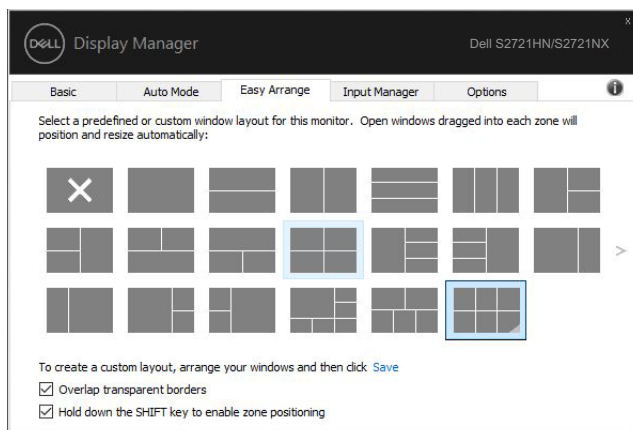 DELL Display Manager Dell S2721HN/S2721NX
Basic Auto Mode Easy Arrange Input Manager Options
Select a predefined or custom window layout for this monitor. Open windows dragged into each zone will
position and resize automatically:
To create a custom layout, arrange your windows and then click Save
Overlap transparent borders
Hold down the SHIFT key to enable zone positioning